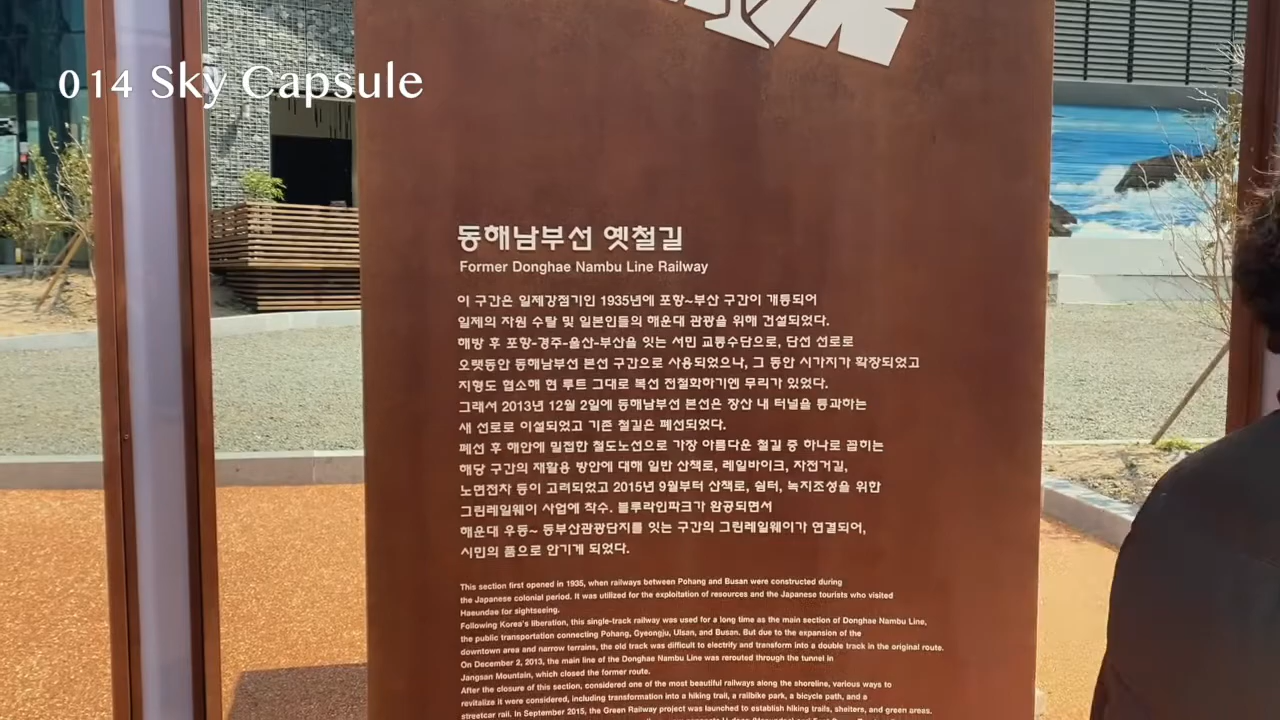 014 Sky Capsule
동해남부선 옛철길
Former Donghae Nambu Line Railway
이 구간은 일제강점기인 1935년에 포항~부산 구간이 개통되어
일제의 자원 수탈 및 일본인들의 해운대 관광을 위해 건설되었다.
해방 후 포항-경주-울산-부산을 잇는 서민 교통수단으로, 단선 선로로
오랫동안 동해남부선 본선 구간으로 사용되었으나, 그 동안 시가지가 확장되었고
지형도 협소해 현 루트 그대로 복선 전철화하기엔 무리가 있었다.
그래서 2013년 12월 2일에 동해남부선 본선은 장산 내 터널을 통과하는
새 선로로 이설되었고 기존 철길은 폐선되었다.
폐선 후 해안에 밀접한 철도노선으로 가장 아름다운 철길 중 하나로 꼽히는
해당 구간의 재활용 방안에 대해 일반 산책로, 레일바이크, 자전거길,
노면전차 등이 고려되었고 2015년 9월부터 산책로, 쉼터, 녹지조성을 위한
그린레일웨이 사업에 착수. 블루라인파크가 완공되면서
해운대 우동~ 동부산관광단지를 잇는 구간의 그린레일웨이가 연결되어,
시민의 품으로 안기게 되었다.
This section first opened in 1935, when railways between Pohang and Busan were constructed during
the Japanese colonial period. It was utilized for the exploitation of resources and the Japanese tourists who visited
Haeundae for sightseeing.
Following Korea's liberation, this single-track railway was used for a long time as the main section of Donghae Nambu Line,
the public transportation connecting Pohang, Gyeongju, Ulsan, and Busan. But due to the expansion of the
downtown area and narrow terrains, the old track was difficult to electrify and transform into a double track in the original route.
On December 2, 2013, the main line of the Donghae Nambu Line was rerouted through the tunnel in
Jangsan Mountain, which closed the former route.
After the closure of this section, considered one of the most beautiful railways along the shoreline, various ways to
revitalize it were considered, including transformation into a hiking trail, a railbike park, a bicycle path, and a
streetcar rail. In September 2015, the Green Railway project was launched to establish hiking trails, shelters, and green areas.